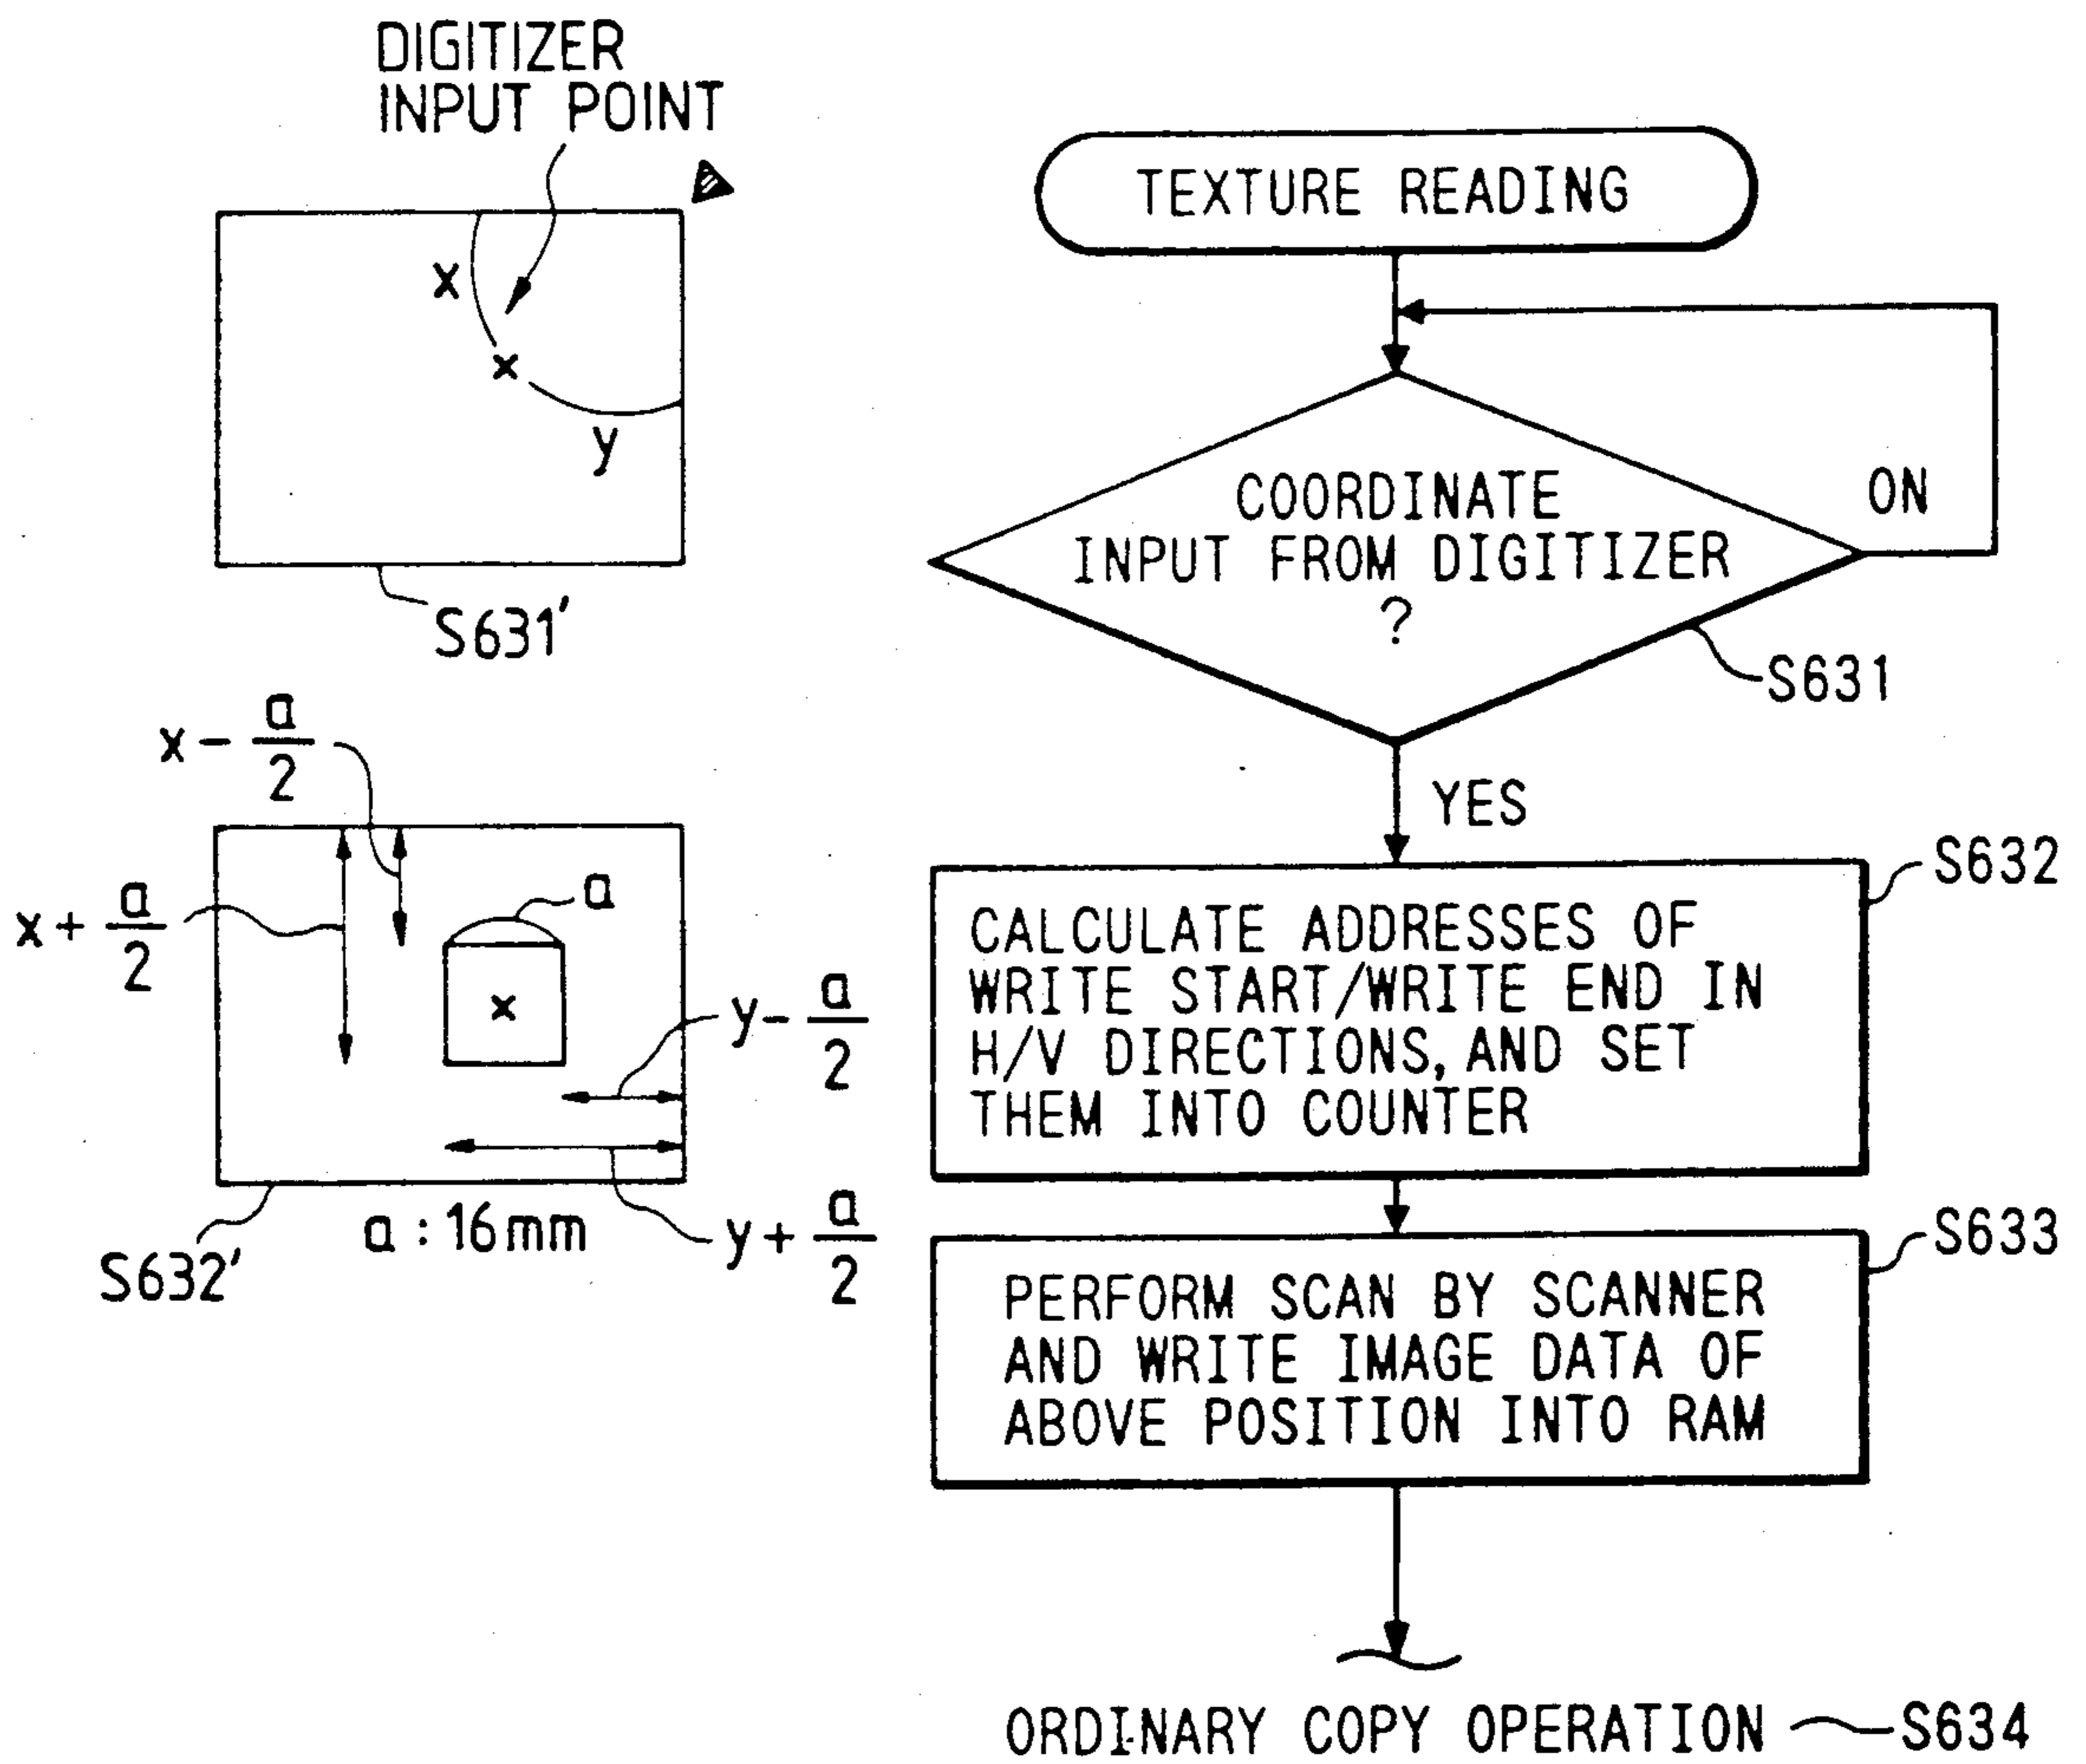 DIGITIZER
INPUT POINT
x
x
y
S631'
x - a/2
x + a/2
a
x
y - a/2
y + a/2
a : 16mm
S632'
TEXTURE READING
COORDINATE
INPUT FROM DIGITIZER
?
ON
S631
YES
S632
CALCULATE ADDRESSES OF
WRITE START/WRITE END IN
H/V DIRECTIONS, AND SET
THEM INTO COUNTER
S633
PERFORM SCAN BY SCANNER
AND WRITE IMAGE DATA OF
ABOVE POSITION INTO RAM
ORDINARY COPY OPERATION S634